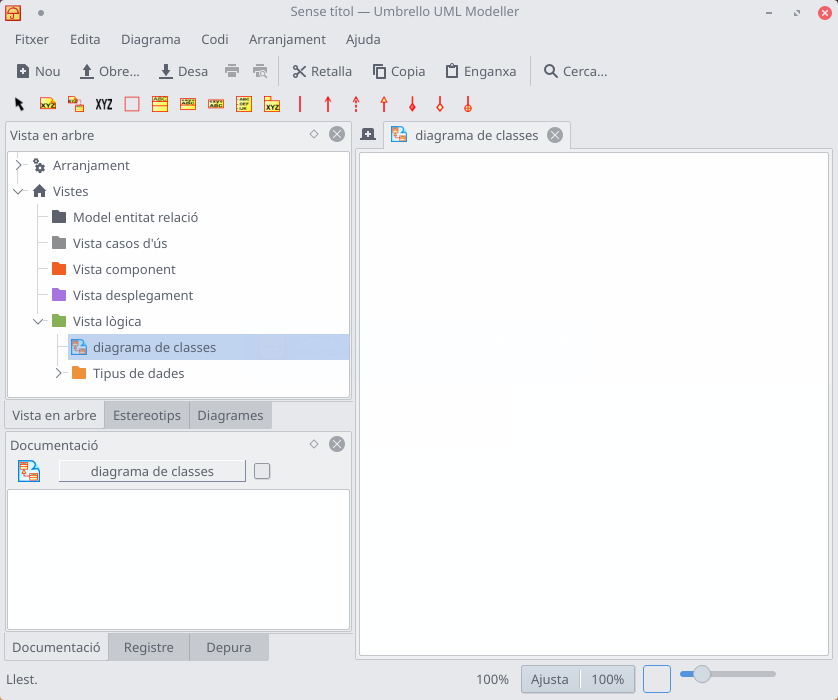 Sense títol — Umbrello UML Modeller
Fitxer Edita Diagrama Codi Arranjament Ajuda
Nou Obre... Desa Retalla Copia Enganxa Cerca...
XYZ
Vista en arbre
diagrama de classes
Arranjament
Vistes
Model entitat relació
Vista casos d'ús
Vista component
Vista desplegament
Vista lògica
diagrama de classes
Tipus de dades
Vista en arbre Estereotips Diagrames
Documentació
diagrama de classes
Documentació Registre Depura
Llest.
100% Ajusta 100%